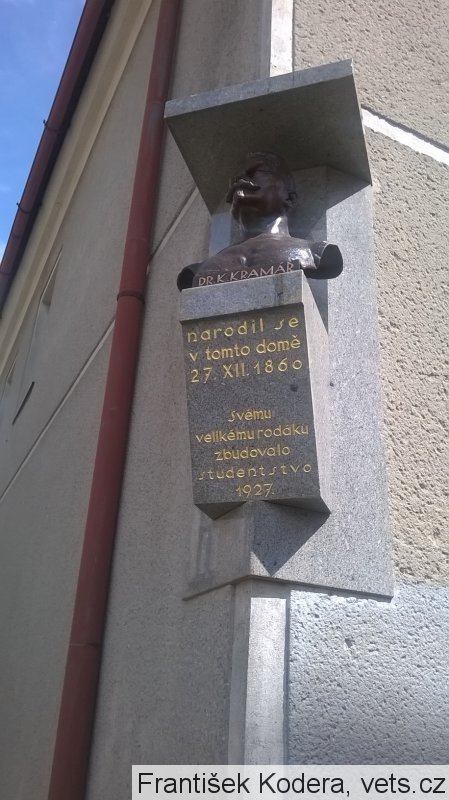 DR. K. KRAMÁŘ
narodil se
v tomto domě
27. XII. 1860
Svému
velikému rodáku
zbudovalo
studentstvo
1927.
František Kodera, vets.cz